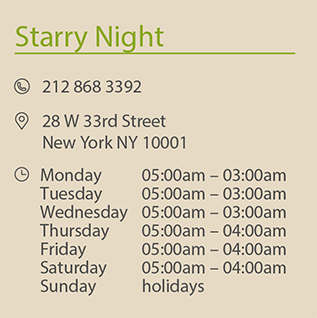 Starry Night
212 868 3392
28 W 33rd Street
New York NY 10001
Monday 05:00am – 03:00am
Tuesday 05:00am – 03:00am
Wednesday 05:00am – 03:00am
Thursday 05:00am – 04:00am
Friday 05:00am – 04:00am
Saturday 05:00am – 04:00am
Sunday holidays